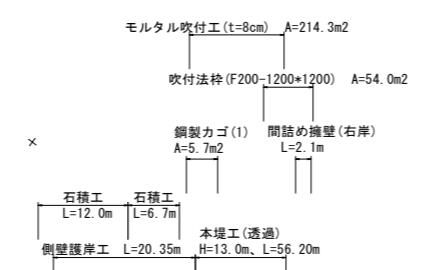 モルタル吹付工(t=8cm) A=214.3m2
吹付法枠(F200-1200*1200) A=54.0m2
鋼製カゴ(1) 間詰め擁壁(右岸)
A=5.7m2 L=2.1m
石積工 石積工
L=12.0m L=6.7m
本堤工(透過)
側壁護岸工 L=20.35m H=13.0m、L=56.20m